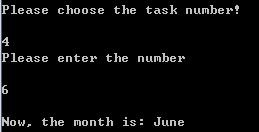 Please choose the task number!
4
Please enter the number
6
Now, the month is: June